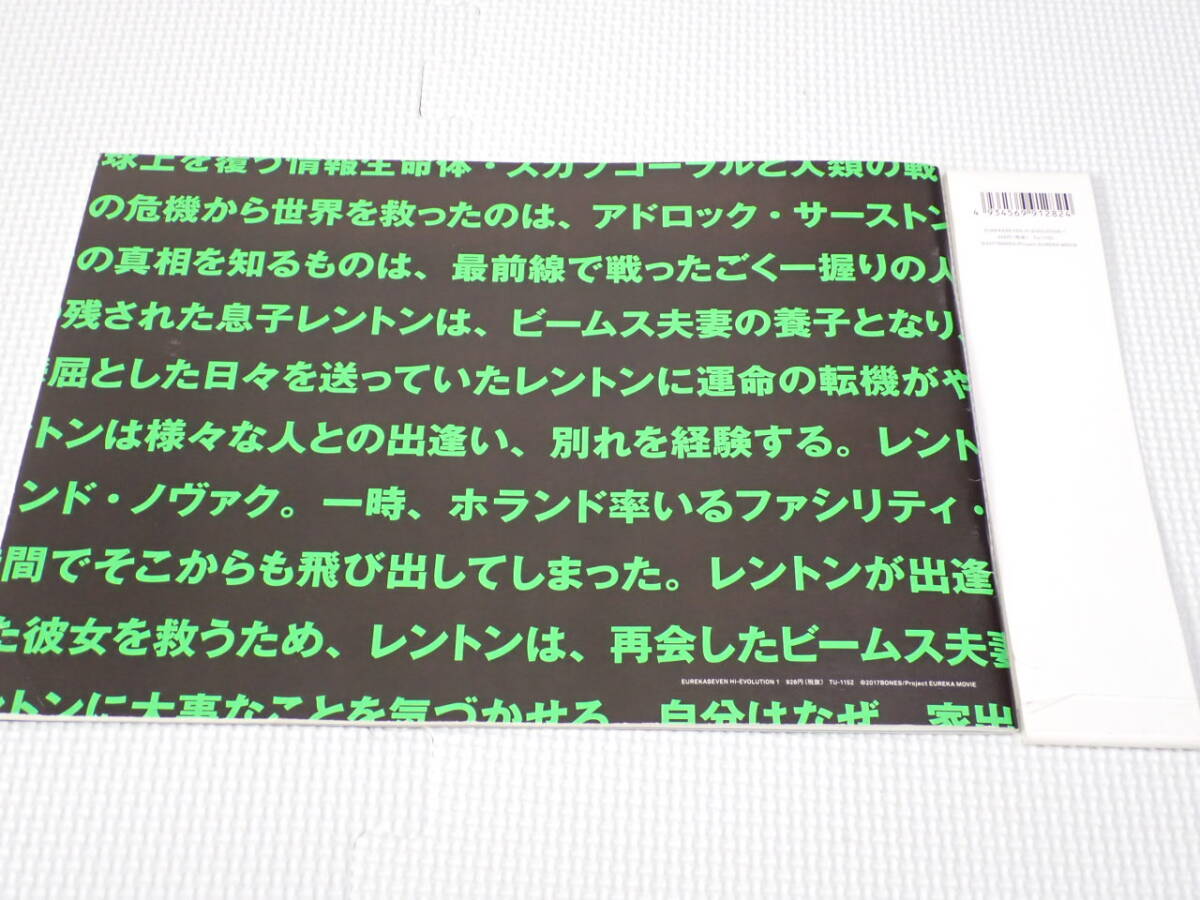 球上を覆う情報生命体・スカブコーラルと人類の戦
の危機から世界を救ったのは、アドロック・サーストン
の真相を知るものは、最前線で戦ったごく一握りの人
残された息子レントンは、ビームス夫妻の養子となり、
屈とした日々を送っていたレントンに運命の転機がや
トンは様々な人との出逢い、別れを経験する。レント
ンド・ノヴァク。一時、ホランド率いるファシリティ・
間でそこからも飛び出してしまった。レントンが出逢
た彼女を救うため、レントンは、再会したビームス夫妻
ントンに大事なことを気づかせる。自分はなぜ、家出
EUREKASEVEN HI-EVOLUTION 1 926円(税抜) TU-1152 ©2017BONES/Project EUREKA MOVIE
4 934569 912824
EUREKASEVEN HI-EVOLUTION 1
©2017BONES/Project EUREKA MOVIE